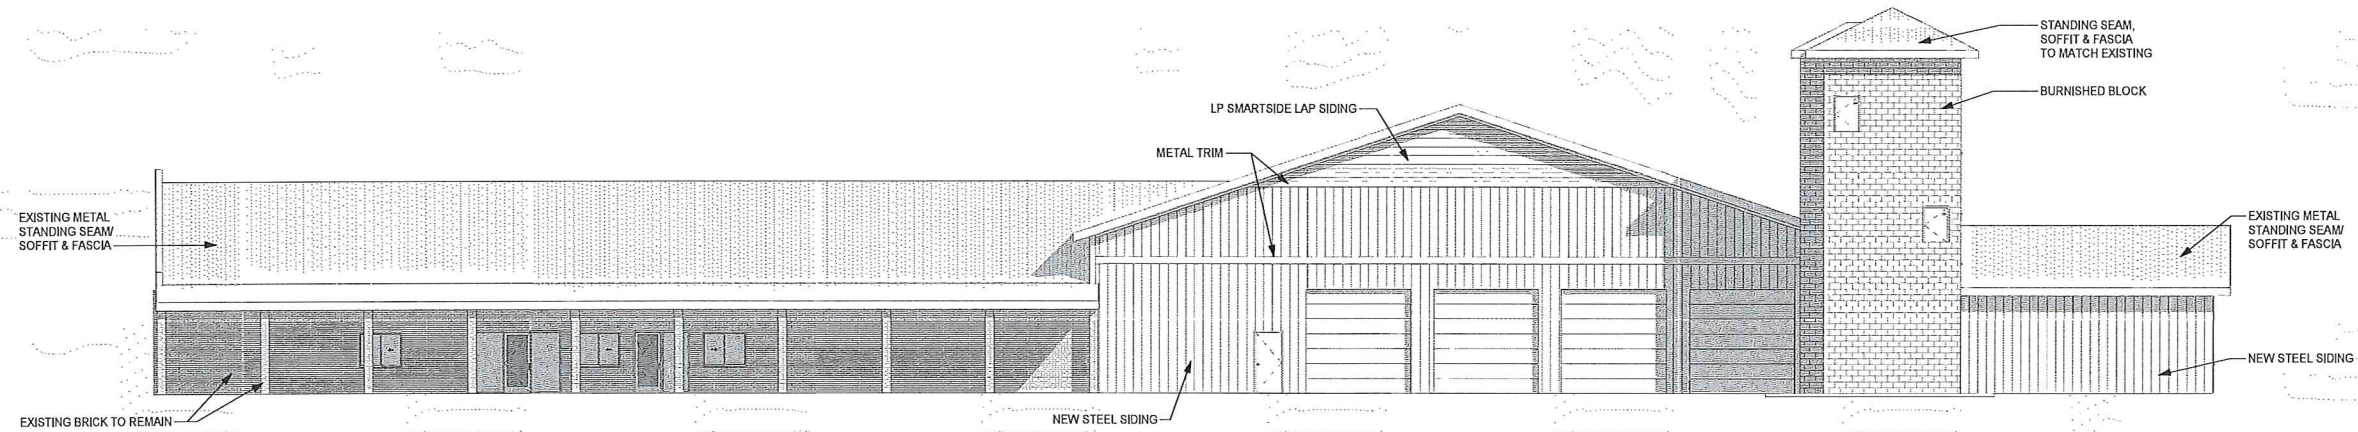 STANDING SEAM,
SOFFIT & FASCIA
TO MATCH EXISTING
BURNISHED BLOCK
LP SMARTSIDE LAP SIDING
METAL TRIM
EXISTING METAL
STANDING SEAM/
SOFFIT & FASCIA
EXISTING METAL
STANDING SEAM/
SOFFIT & FASCIA
NEW STEEL SIDING
NEW STEEL SIDING
EXISTING BRICK TO REMAIN